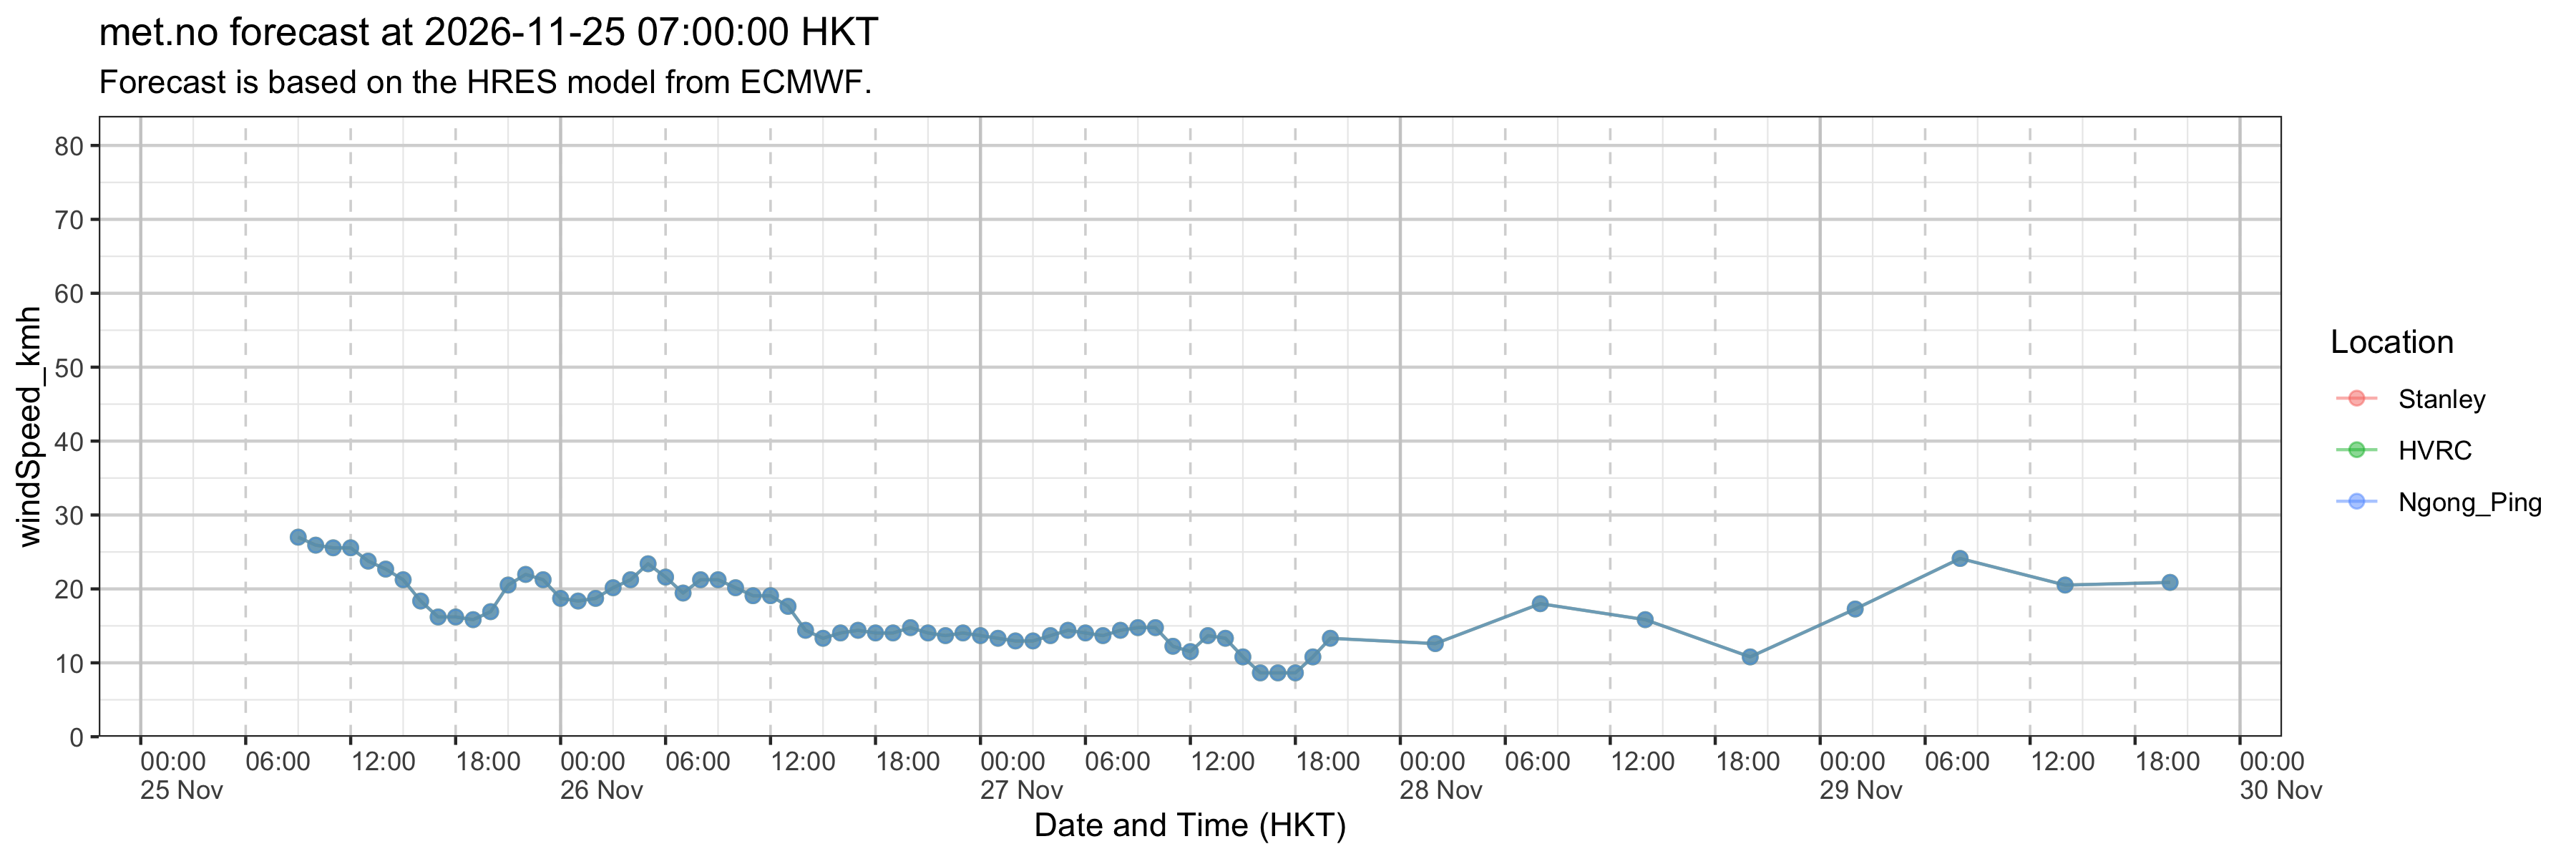 met.no forecast at 2026-11-25 07:00:00 HKT
Forecast is based on the HRES model from ECMWF.
windSpeed_kmh
80
70
60
50
40
30
20
10
0
00:00 06:00 12:00 18:00 00:00 06:00 12:00 18:00 00:00 06:00 12:00 18:00 00:00 06:00 12:00 18:00 00:00 06:00 12:00 18:00 00:00
25 Nov 26 Nov 27 Nov 28 Nov 29 Nov 30 Nov
Date and Time (HKT)
Location
Stanley
HVRC
Ngong_Ping